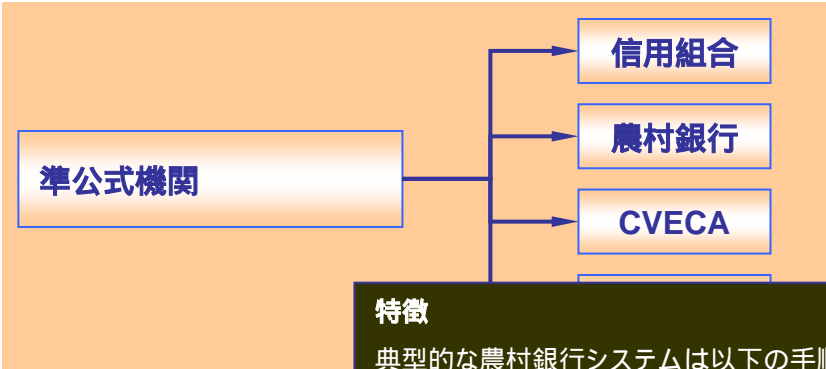 信用組合
農村銀行
準公式機関
CVECA
特徴
典型的な農村銀行システムは以下の手順